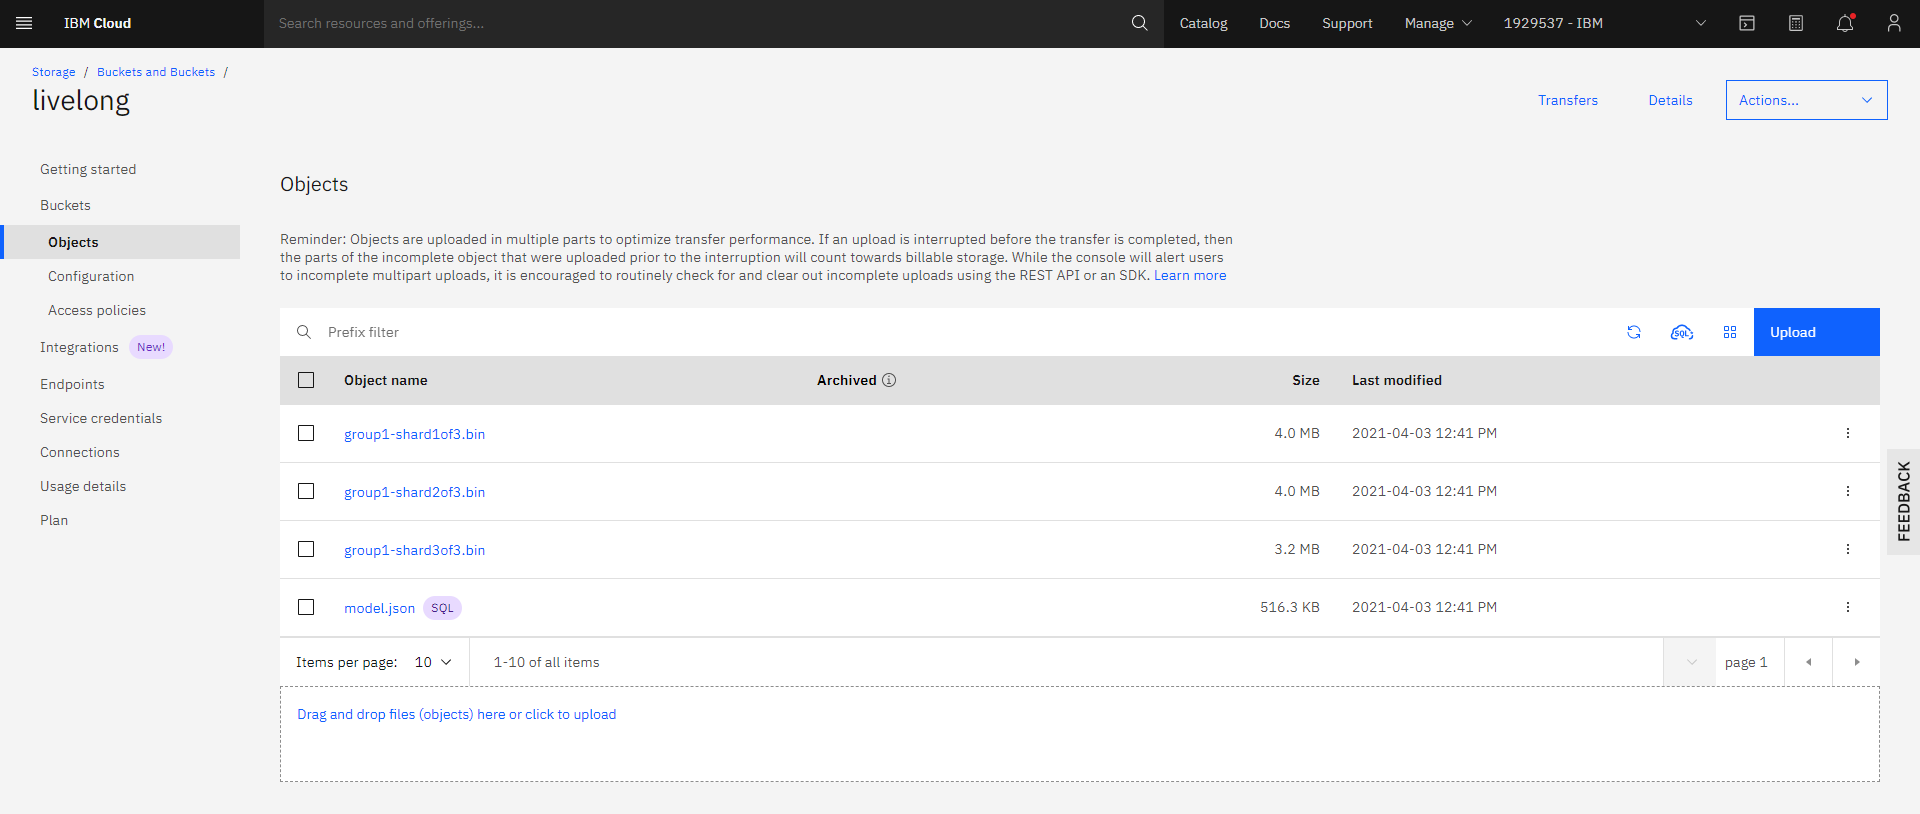 IBM Cloud
Search resources and offerings...
Catalog
Docs
Support
Manage
1929537 - IBM
Storage / Buckets and Buckets /
livelong
Transfers
Details
Actions...
Getting started
Buckets
Objects
Configuration
Access policies
Integrations New!
Endpoints
Service credentials
Connections
Usage details
Plan
Objects
Reminder: Objects are uploaded in multiple parts to optimize transfer performance. If an upload is interrupted before the transfer is completed, then
the parts of the incomplete object that were uploaded prior to the interruption will count towards billable storage. While the console will alert users
to incomplete multipart uploads, it is encouraged to routinely check for and clear out incomplete uploads using the REST API or an SDK. Learn more
Prefix filter
SQL
Upload
Object name Archived Size Last modified
group1-shard1of3.bin 4.0 MB 2021-04-03 12:41 PM
group1-shard2of3.bin 4.0 MB 2021-04-03 12:41 PM
group1-shard3of3.bin 3.2 MB 2021-04-03 12:41 PM
model.json SQL 516.3 KB 2021-04-03 12:41 PM
Items per page: 10 1-10 of all items page 1
Drag and drop files (objects) here or click to upload
FEEDBACK